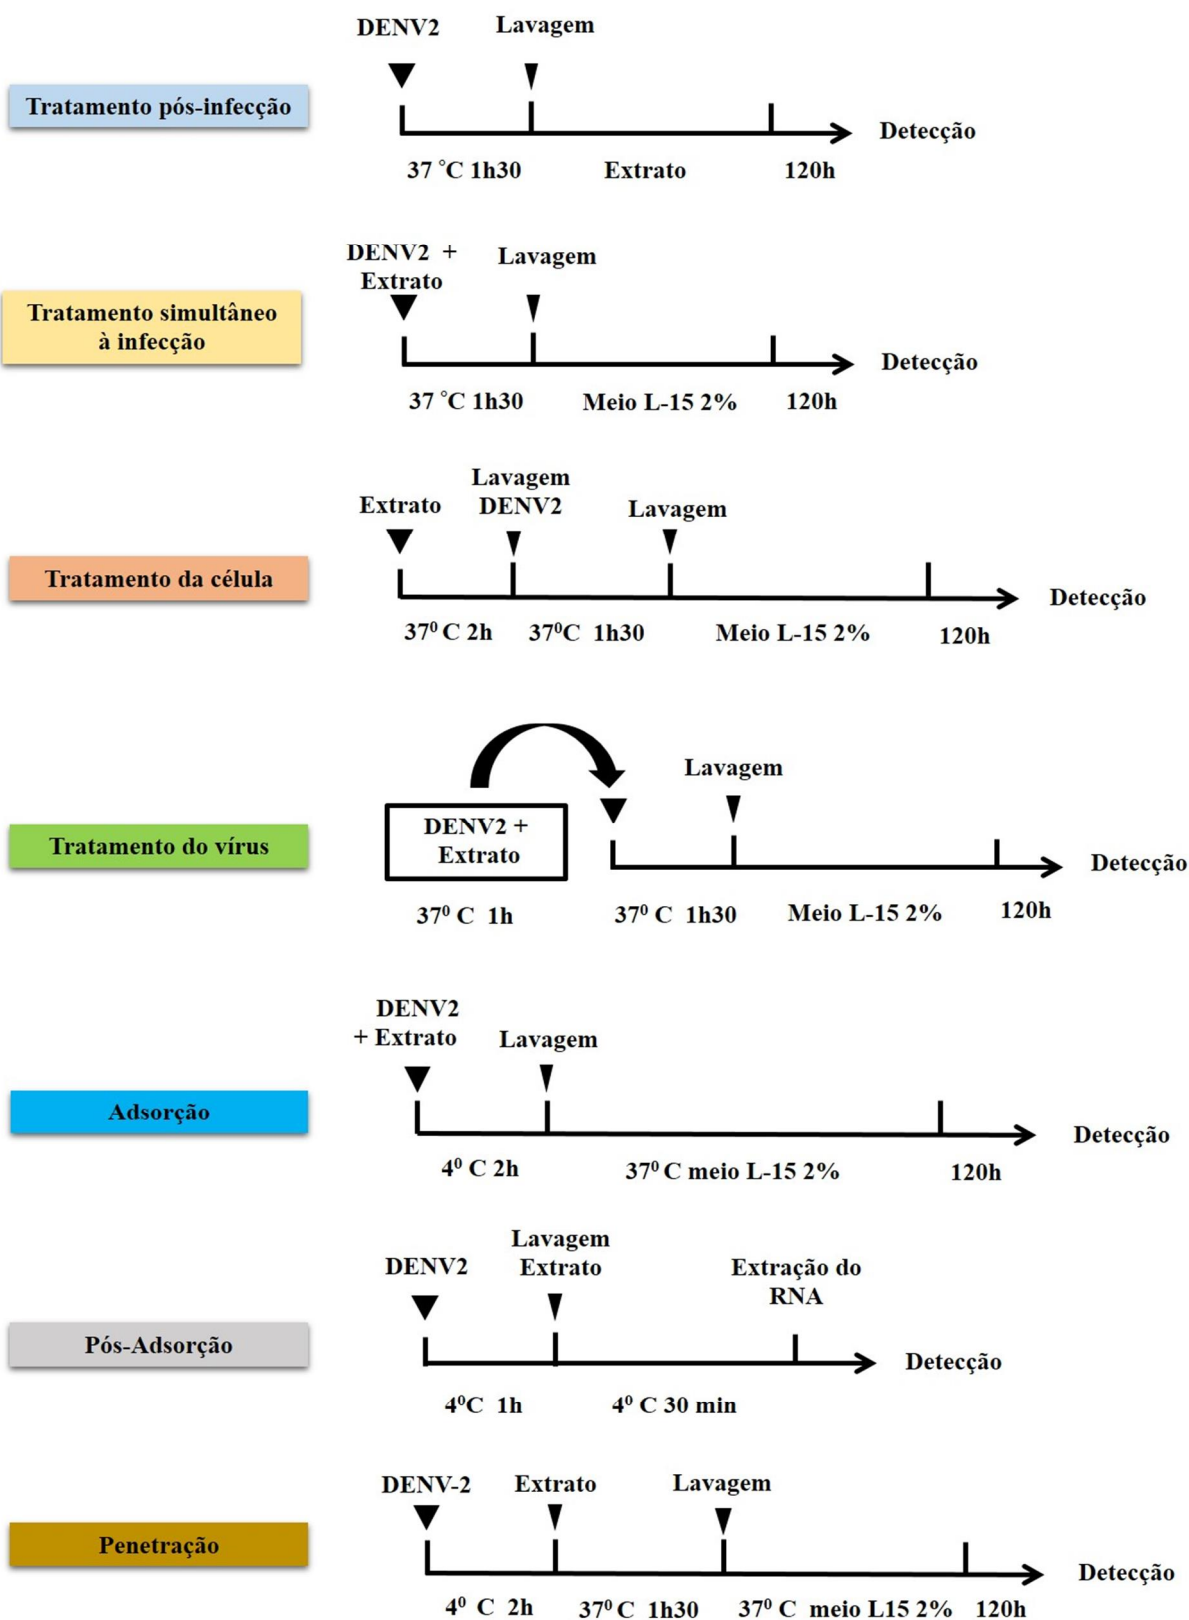 DENV2 Lavagem
Tratamento pós-infecção
Detecção
37 °C 1h30 Extrato 120h
DENV2 +
Extrato
Lavagem
Tratamento simultâneo
à infecção
Detecção
37 °C 1h30 Meio L-15 2% 120h
Extrato
Lavagem
DENV2
Lavagem
Tratamento da célula
Detecção
37⁰ C 2h 37⁰C 1h30 Meio L-15 2% 120h
Lavagem
Tratamento do vírus
DENV2 +
Extrato
Detecção
37⁰ C 1h 37⁰ C 1h30 Meio L-15 2% 120h
DENV2
+ Extrato
Lavagem
Adsorção
Detecção
4⁰ C 2h 37⁰ C meio L-15 2% 120h
DENV2
Lavagem
Extrato
Extração do
RNA
Pós-Adsorção
Detecção
4⁰C 1h 4⁰ C 30 min
DENV-2 Extrato Lavagem
Penetração
Detecção
4⁰ C 2h 37⁰ C 1h30 37⁰ C meio L15 2% 120h